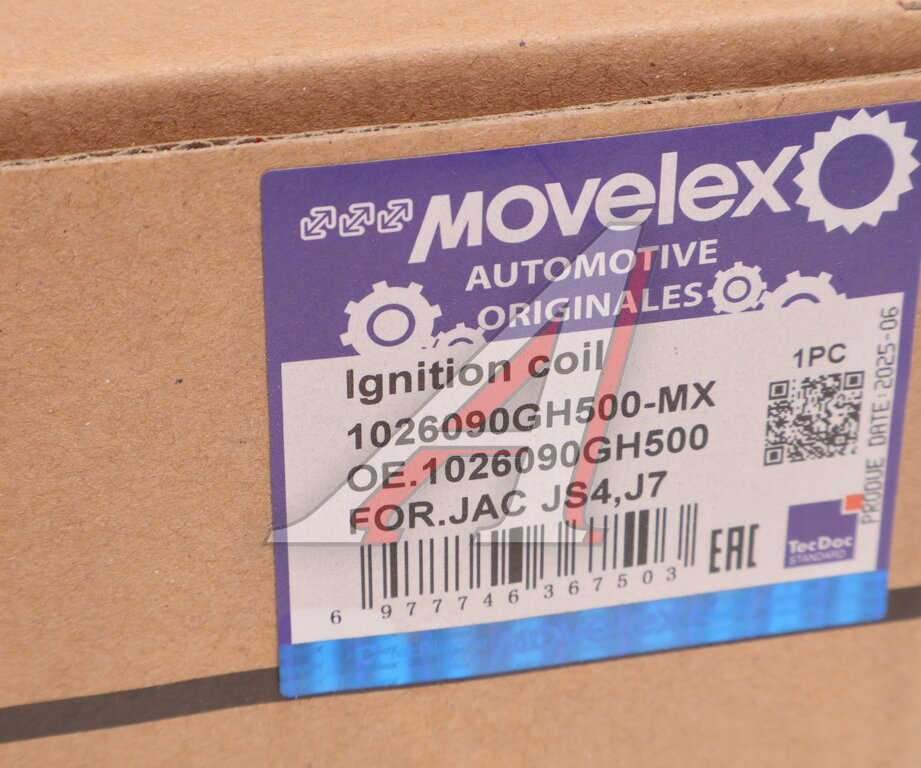 Movelex
AUTOMOTIVE
ORIGINALES
Ignition coil
1PC
1026090GH500-MX
OE.1026090GH500
FOR.JAC JS4,J7
PRODUE DATE:2025-06
EAC
TecDoc
STANDARD
6 977746 367503
Movelex